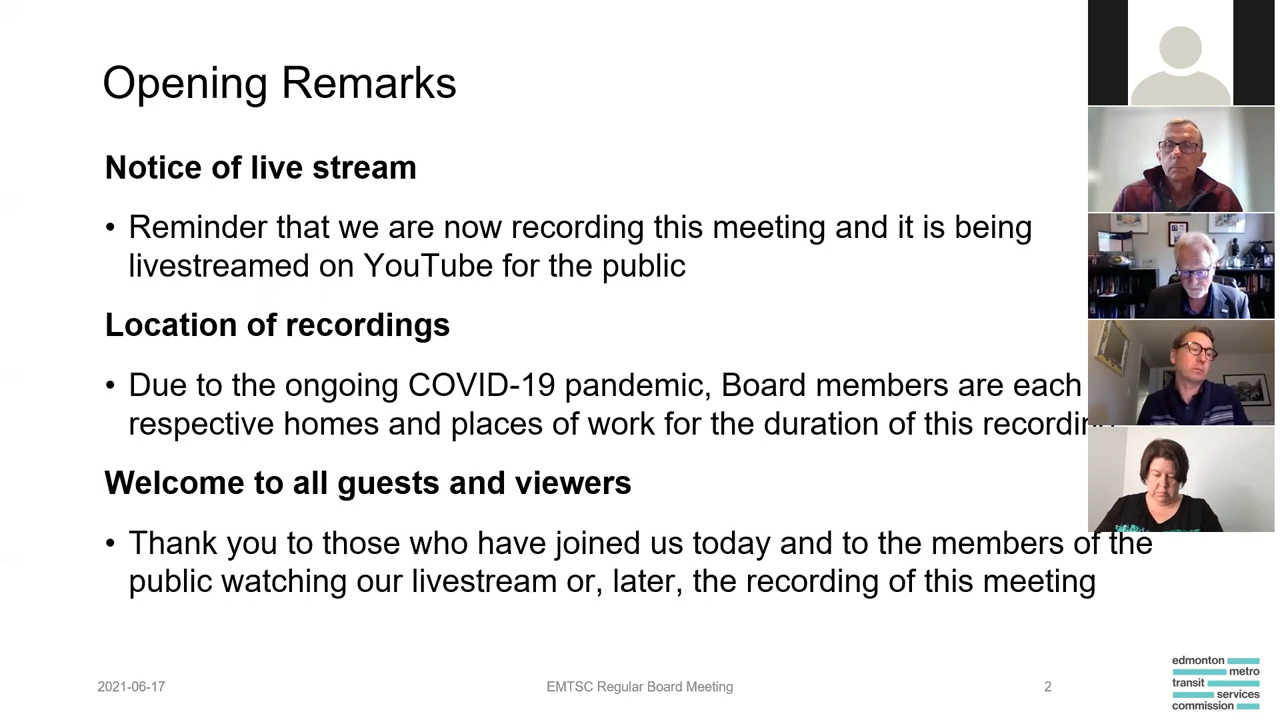 Opening Remarks
Notice of live stream
• Reminder that we are now recording this meeting and it is being
livestreamed on YouTube for the public
Location of recordings
• Due to the ongoing COVID-19 pandemic, Board members are each
respective homes and places of work for the duration of this recording
Welcome to all guests and viewers
• Thank you to those who have joined us today and to the members of the
public watching our livestream or, later, the recording of this meeting
2021-06-17
EMTSC Regular Board Meeting
2
edmonton
metro
transit
services
commission